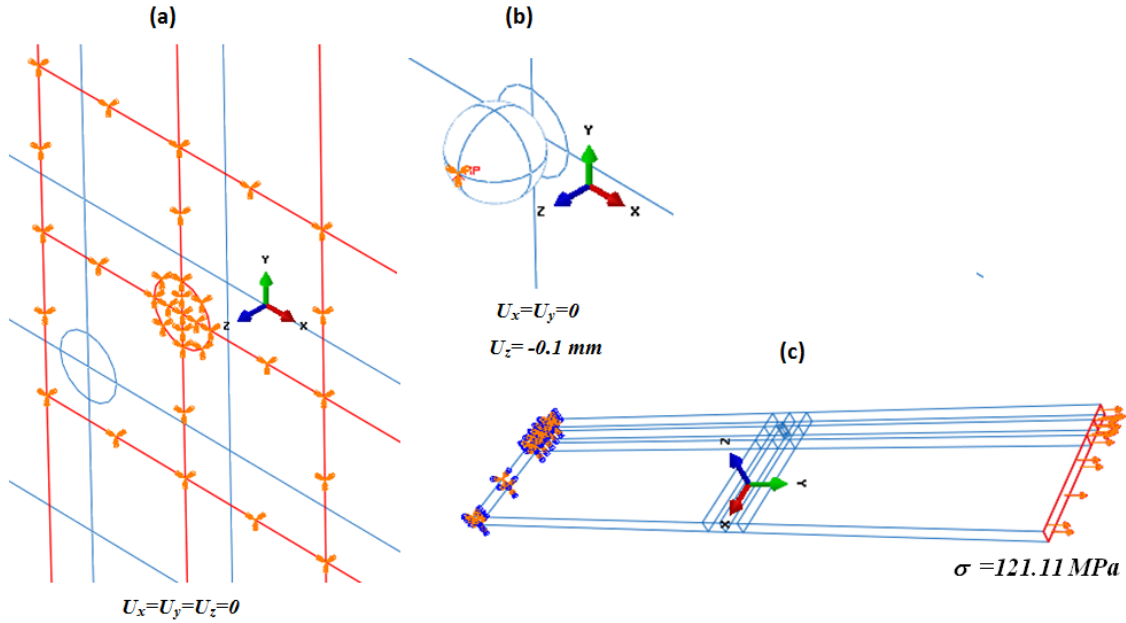 (a)
Y
Z
X
Ux=Uy=Uz=0
(b)
RP
Y
Z
X
Ux=Uy=0
Uz= -0.1 mm
(c)
Z
Y
X
σ =121.11 MPa